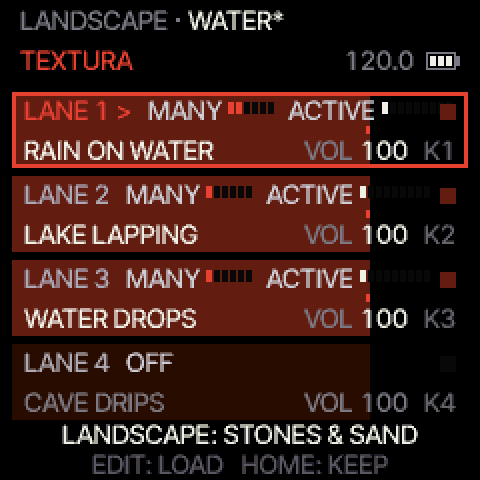 LANDSCAPE · WATER*
TEXTURA 120.0
LANE 1 > MANY ACTIVE
RAIN ON WATER VOL 100 K1
LANE 2 MANY ACTIVE
LAKE LAPPING VOL 100 K2
LANE 3 MANY ACTIVE
WATER DROPS VOL 100 K3
LANE 4 OFF
CAVE DRIPS VOL 100 K4
LANDSCAPE: STONES & SAND
EDIT: LOAD HOME: KEEP